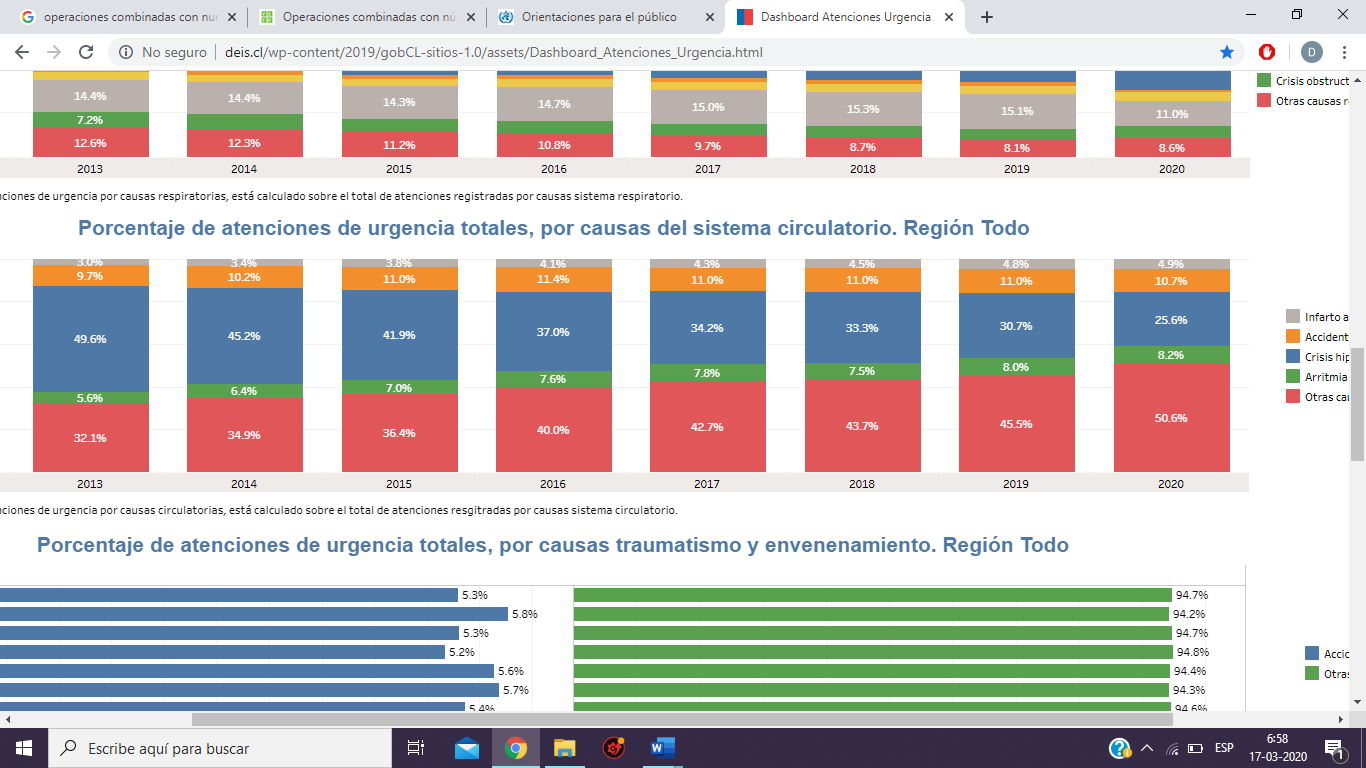 operaciones combinadas con nur
Operaciones combinadas con nú
Orientaciones para el público
Dashboard Atenciones Urgencia
No seguro
deis.cl/wp-content/2019/gobCL-sitios-1.0/assets/Dashboard_Atenciones_Urgencia.html
D
14.4% 14.4% 14.3% 14.7% 15.0% 15.3% 15.1% 11.0%
7.2%
12.6% 12.3% 11.2% 10.8% 9.7% 8.7% 8.1% 8.6%
2013 2014 2015 2016 2017 2018 2019 2020
Crisis obstruct
Otras causas r
nciones de urgencia por causas respiratorias, está calculado sobre el total de atenciones registradas por causas sistema respiratorio.
Porcentaje de atenciones de urgencia totales, por causas del sistema circulatorio. Región Todo
3.0% 3.4% 3.8% 4.1% 4.3% 4.5% 4.8% 4.9%
9.7% 10.2% 11.0% 11.4% 11.0% 11.0% 11.0% 10.7%
49.6% 45.2% 41.9% 37.0% 34.2% 33.3% 30.7% 25.6%
5.6% 6.4% 7.0% 7.6% 7.8% 7.5% 8.0% 8.2%
32.1% 34.9% 36.4% 40.0% 42.7% 43.7% 45.5% 50.6%
2013 2014 2015 2016 2017 2018 2019 2020
Infarto a
Accident
Crisis hip
Arritmia
Otras cau
nciones de urgencia por causas circulatorias, está calculado sobre el total de atenciones resgitradas por causas sistema circulatorio.
Porcentaje de atenciones de urgencia totales, por causas traumatismo y envenenamiento. Región Todo
5.3% 94.7%
5.8% 94.2%
5.3% 94.7%
5.2% 94.8%
5.6% 94.4%
5.7% 94.3%
5.4% 94.6%
Accid
Otras
Escribe aquí para buscar
ESP
6:58
17-03-2020
1